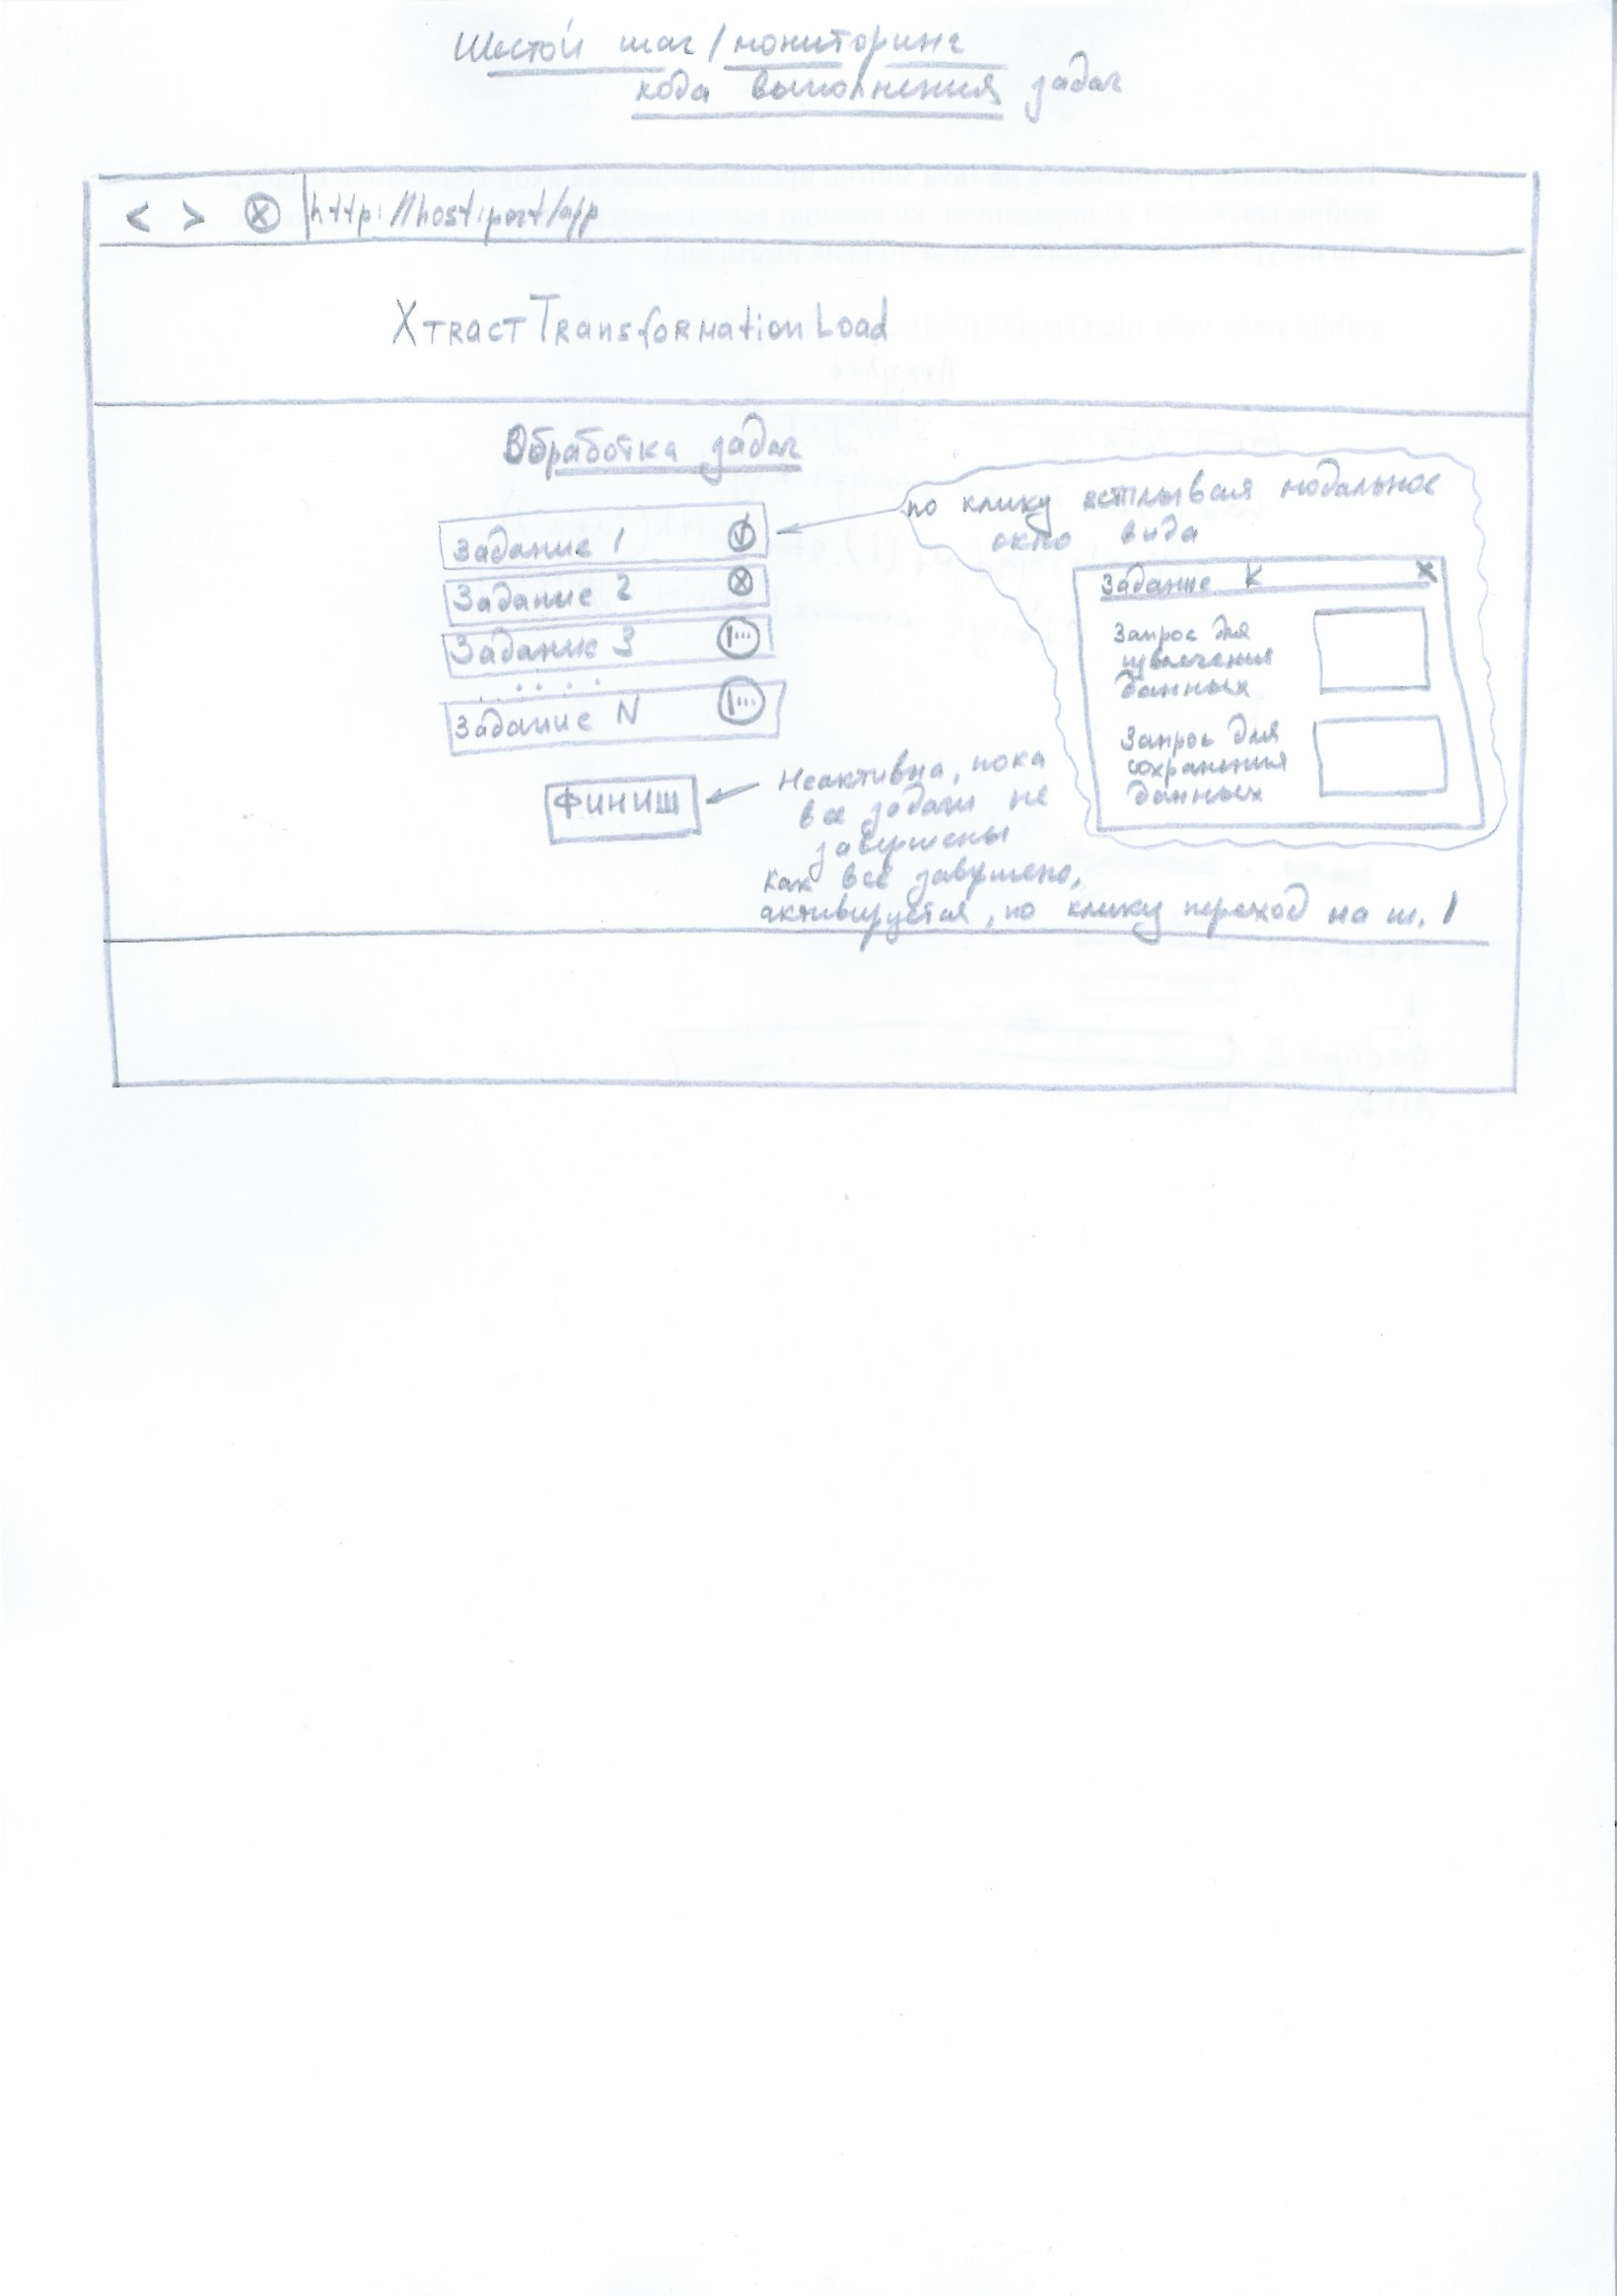 Шестой шаг / мониторинг
хода выполнения задач
< > ⓧ http://host:port/app
XTRACTTRANSformationLoad
Обработка задач
Задание 1
Задание 2
Задание 3
. . . . . .
Задание N
ФИНИШ
по клику всплывая модальное
окно вида
Задание K X
Запрос для
извлечения
данных
Запрос для
сохранения
данных
Неактивна, пока
все задачи не
завершены
Как всё завершено,
активируется, по клику переход на ш. 1